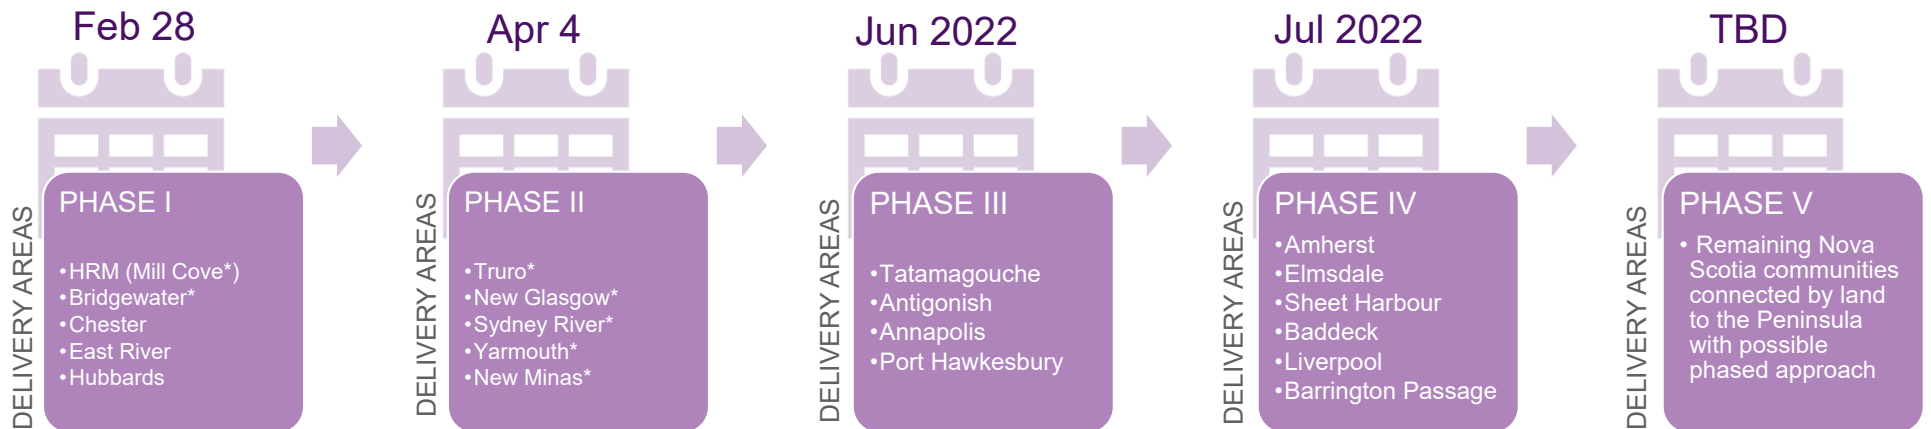 Feb 28
DELIVERY AREAS
PHASE I
•HRM (Mill Cove*)
•Bridgewater*
•Chester
•East River
•Hubbards
Apr 4
DELIVERY AREAS
PHASE II
•Truro*
•New Glasgow*
•Sydney River*
•Yarmouth*
•New Minas*
Jun 2022
DELIVERY AREAS
PHASE III
•Tatamagouche
•Antigonish
•Annapolis
•Port Hawkesbury
Jul 2022
DELIVERY AREAS
PHASE IV
•Amherst
•Elmsdale
•Sheet Harbour
•Baddeck
•Liverpool
•Barrington Passage
TBD
DELIVERY AREAS
PHASE V
• Remaining Nova
Scotia communities
connected by land
to the Peninsula
with possible
phased approach